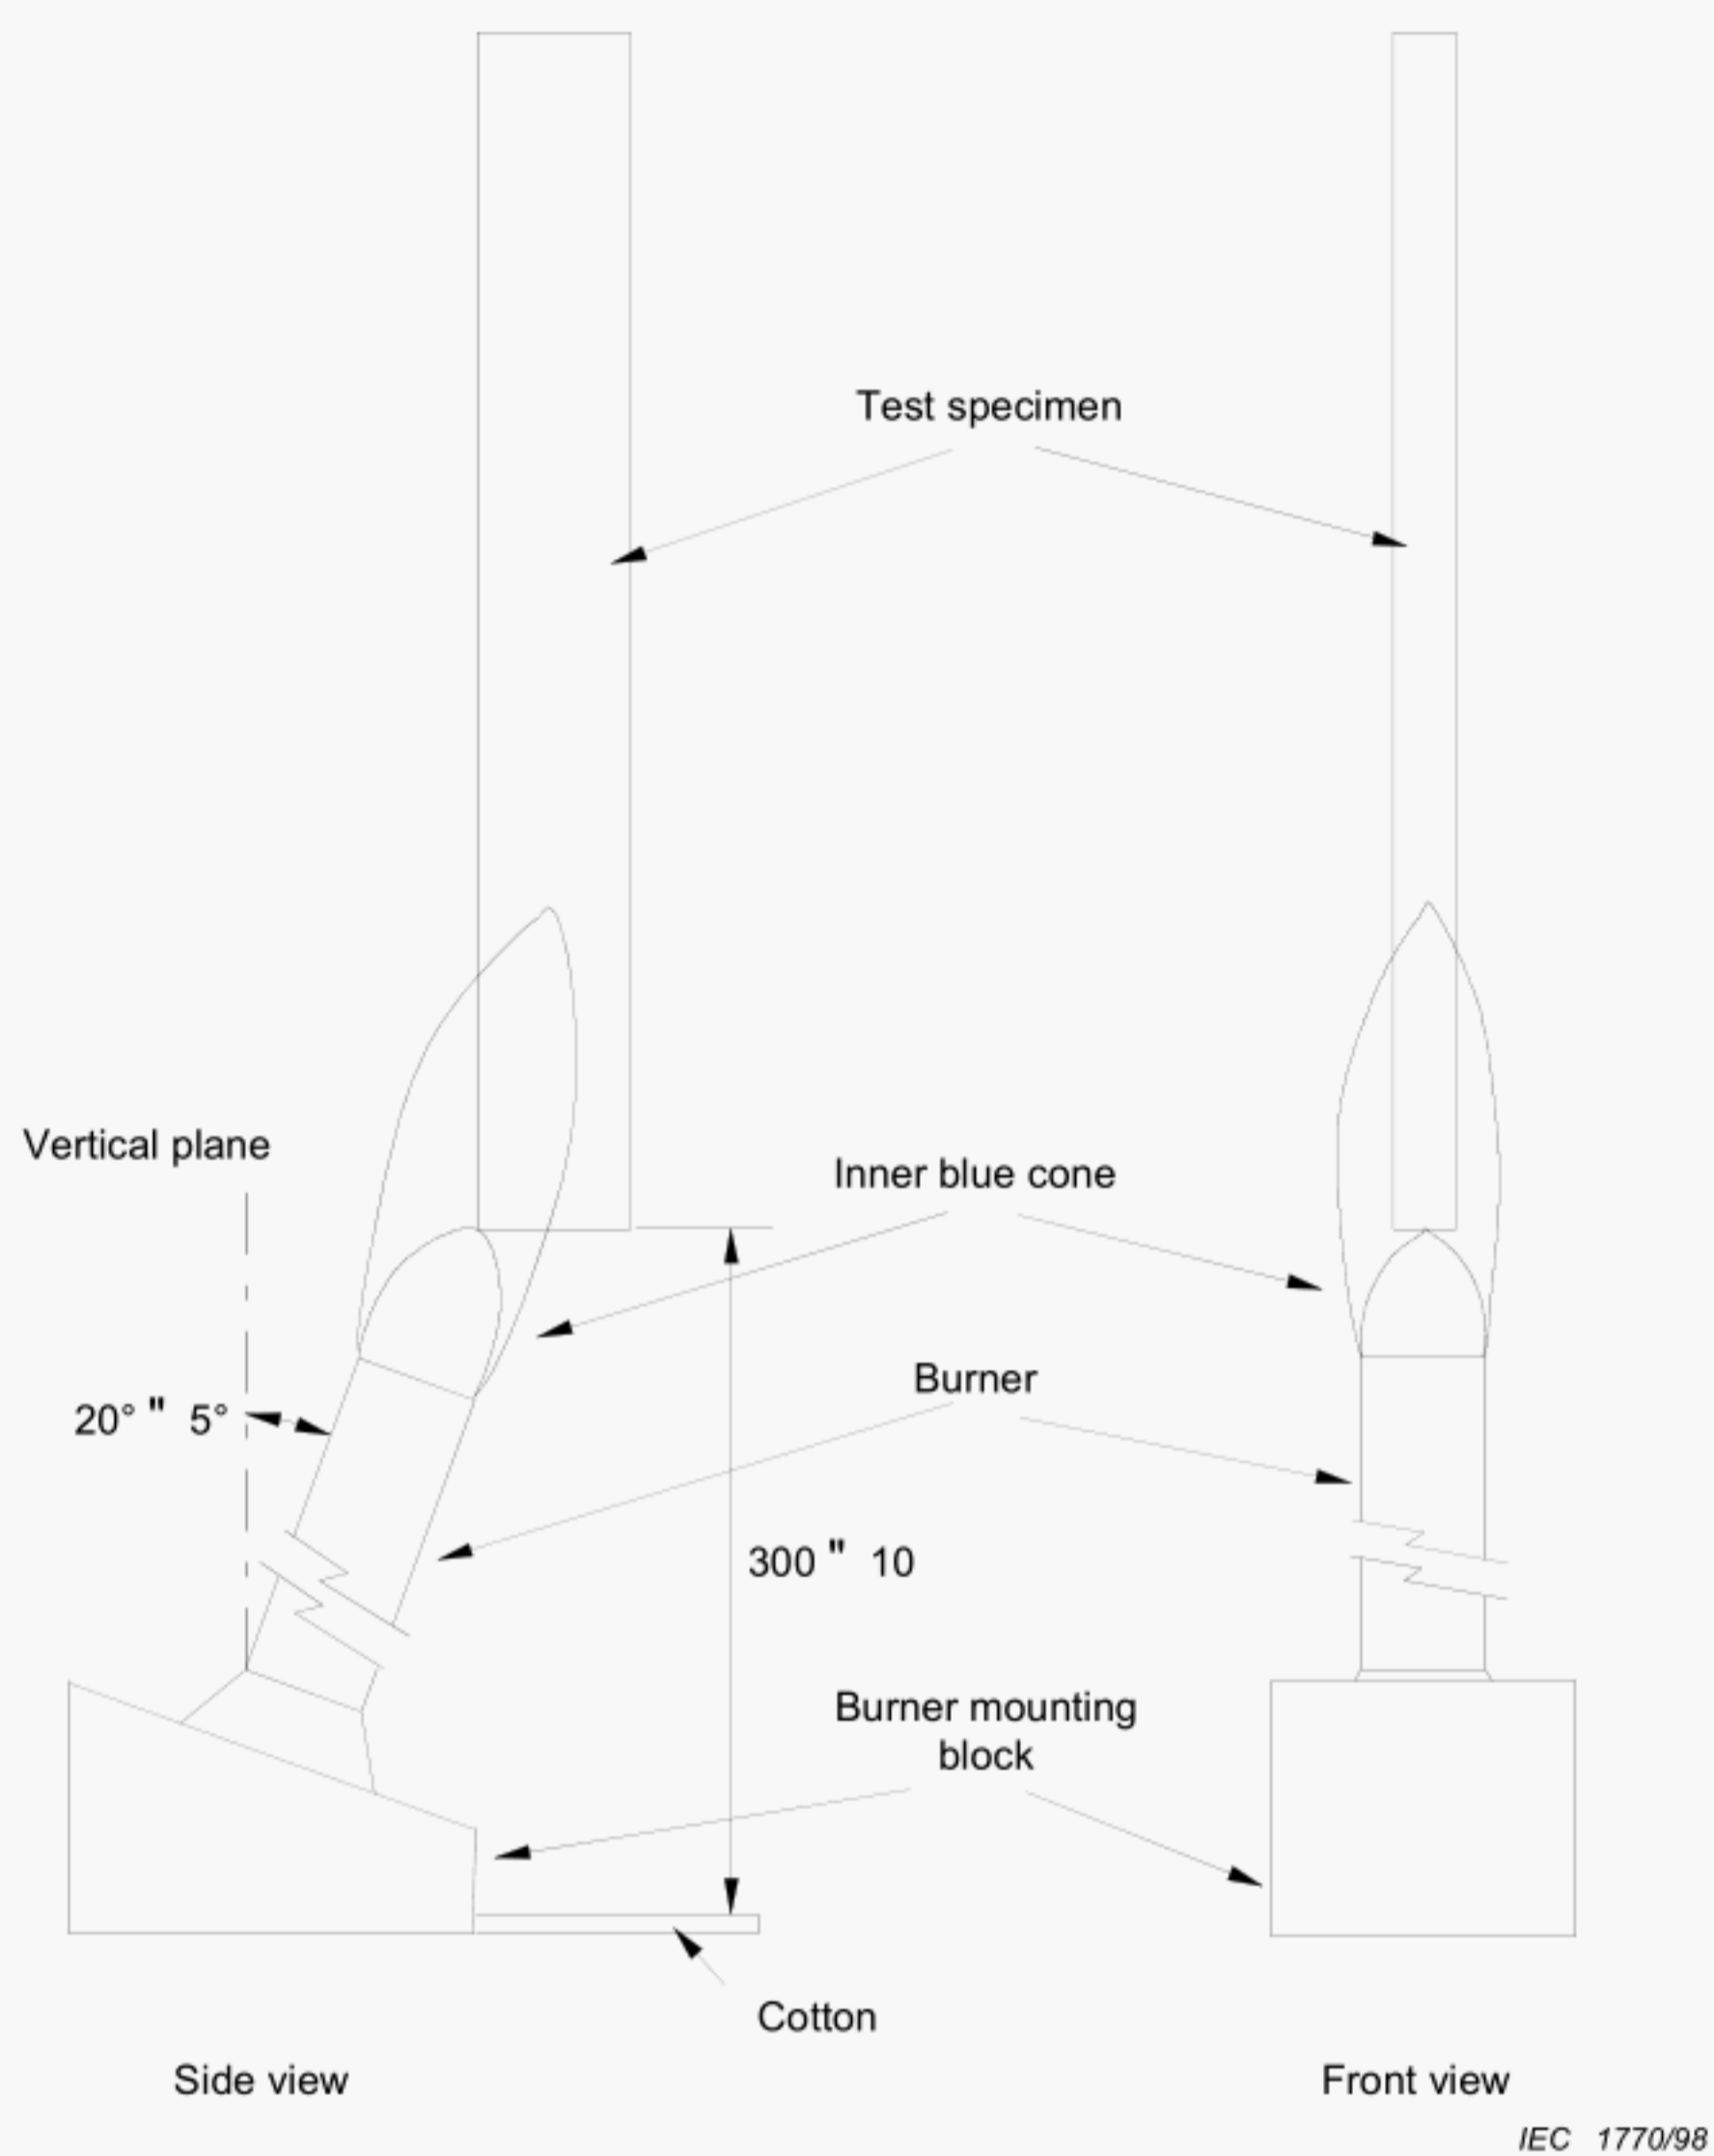 Test specimen
Vertical plane
Inner blue cone
Burner
20° " 5°
300 " 10
Burner mounting
block
Cotton
Side view
Front view
IEC 1770/98